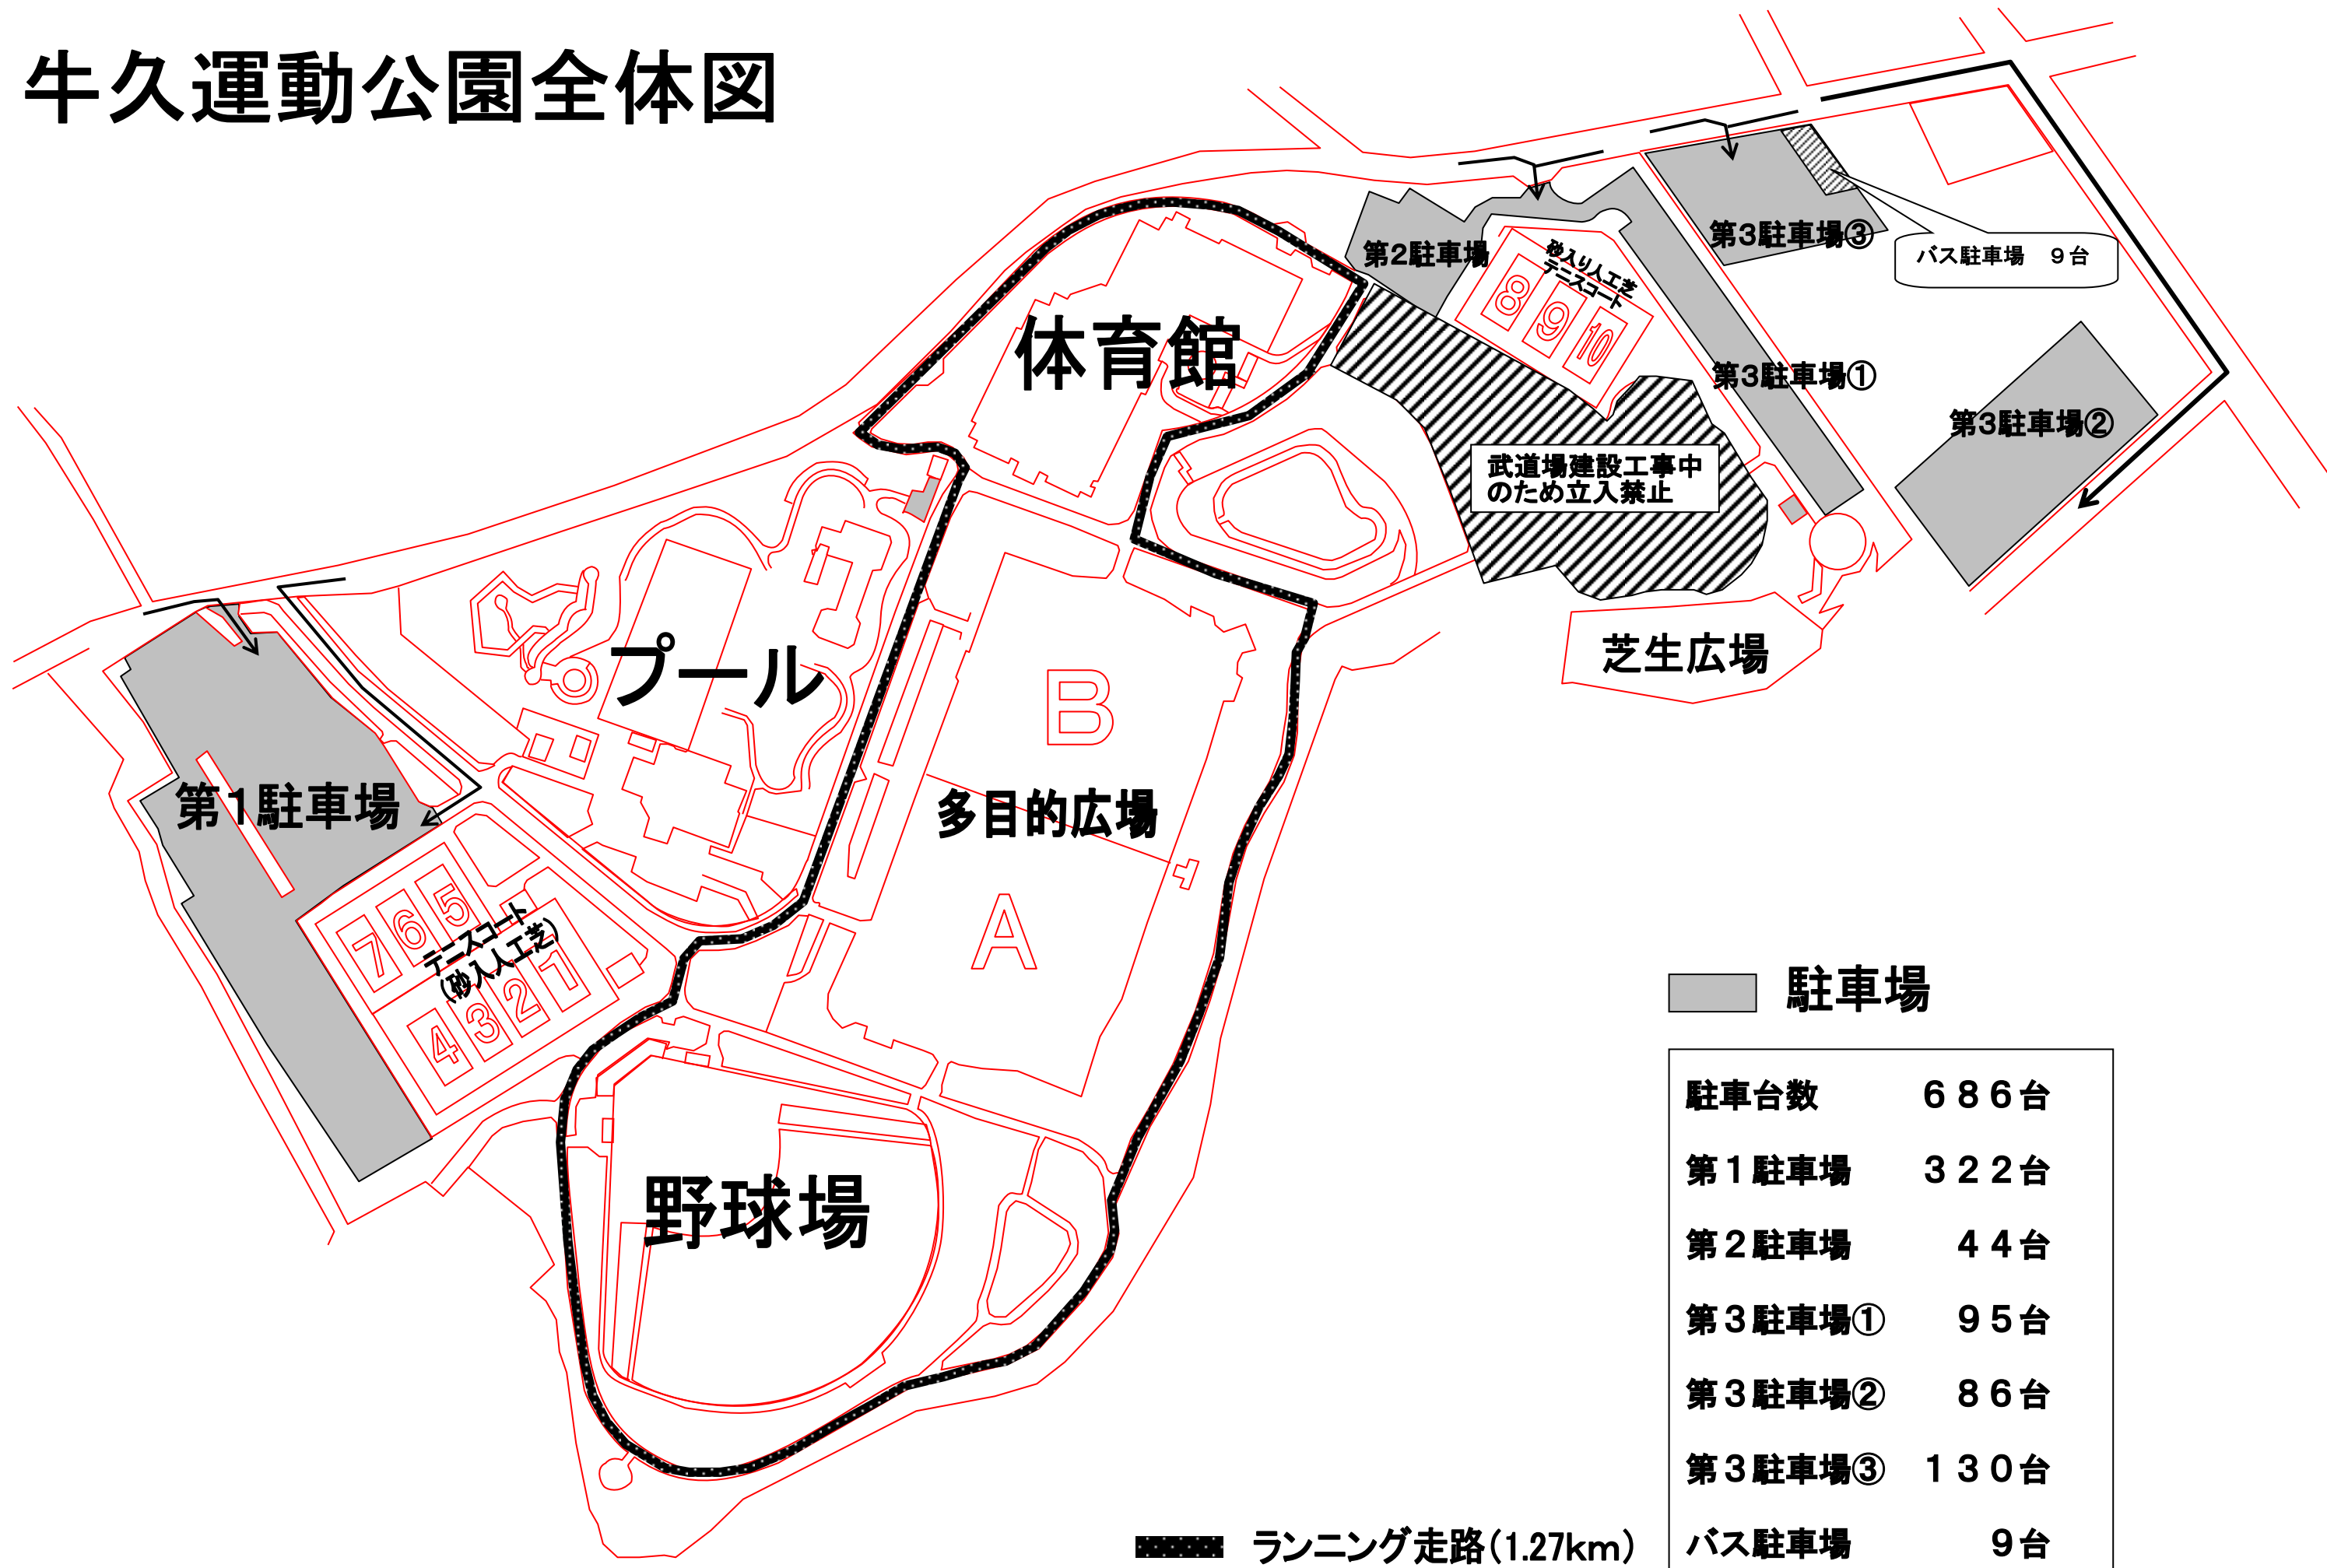 牛久運動公園全体図
第3駐車場③
バス駐車場　９台
第2駐車場
砂入り人工芝
テニスコート
8
9
10
体育館
第3駐車場①
第3駐車場②
武道場建設工事中
のため立入禁止
芝生広場
プール
B
第1駐車場
多目的広場
A
7
6
5
テニスコート
（砂入人工芝）
4
3
2
1
野球場
駐車場
駐車台数　６８６台
第１駐車場　３２２台
第２駐車場　４４台
第３駐車場①　９５台
第３駐車場②　８６台
第３駐車場③　１３０台
バス駐車場　９台
ランニング走路（1.27km）